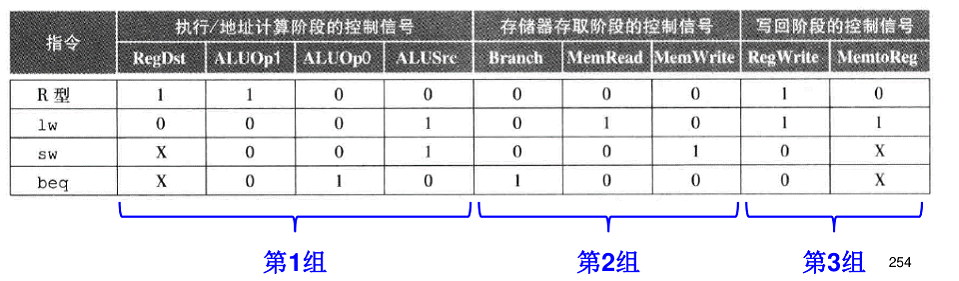 指令 执行/地址计算阶段的控制信号 存储器存取阶段的控制信号 写回阶段的控制信号
RegDst ALUOp1 ALUOp0 ALUSrc Branch MemRead MemWrite RegWrite MemtoReg
R 型 1 1 0 0 0 0 0 1 0
lw 0 0 0 1 0 1 0 1 1
sw X 0 0 1 0 0 1 0 X
beq X 0 1 0 1 0 0 0 X
第1组 第2组 第3组 254